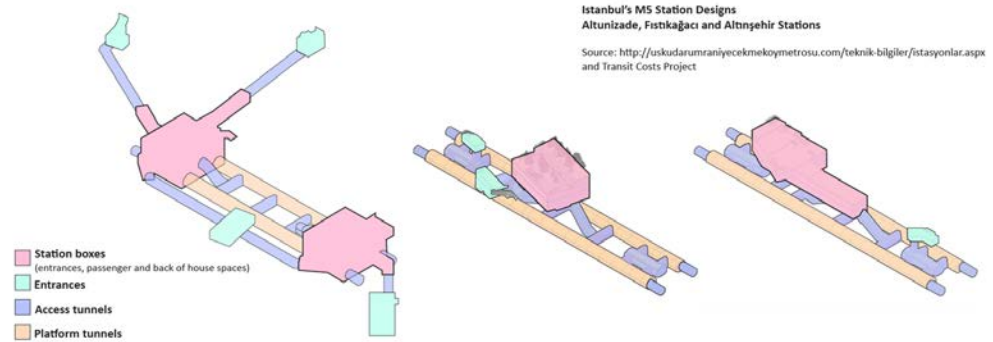 Istanbul's M5 Station Designs
Altunizade, Fıstıkağacı and Altınşehir Stations
Source: http://uskudarumraniyecekmekoymetrosu.com/teknik-bilgiler/istasyonlar.aspx
and Transit Costs Project
Station boxes
(entrances, passenger and back of house spaces)
Entrances
Access tunnels
Platform tunnels